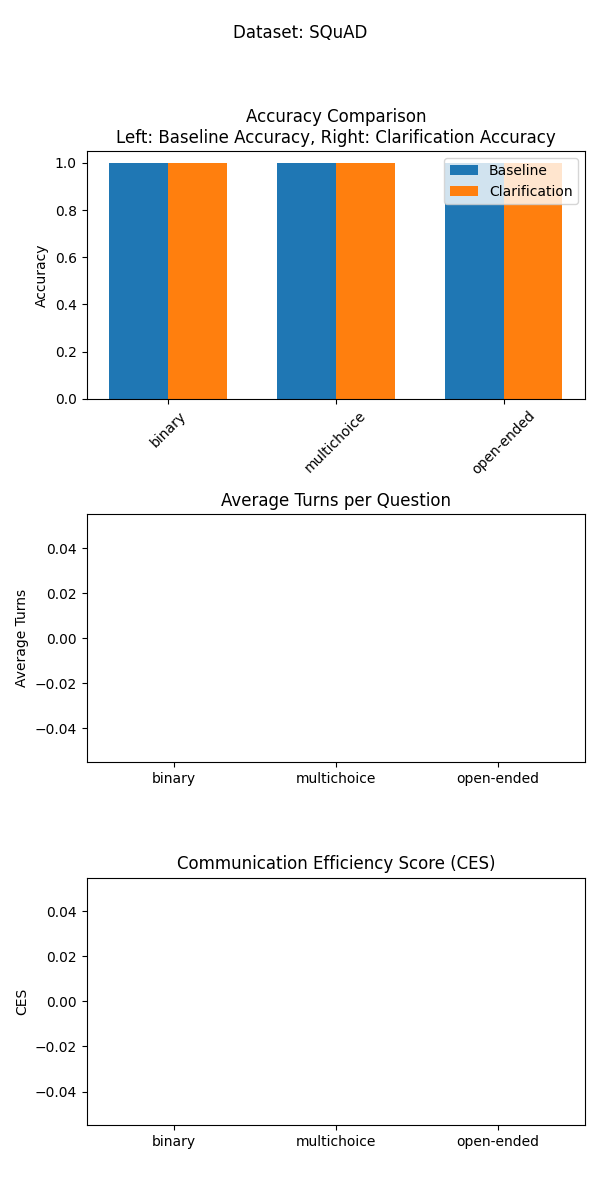 Dataset: SQuAD
Accuracy Comparison
Left: Baseline Accuracy, Right: Clarification Accuracy
Baseline
Clarification
Accuracy
1.0
0.8
0.6
0.4
0.2
0.0
binary
multichoice
open-ended
Average Turns per Question
Average Turns
0.04
0.02
0.00
−0.02
−0.04
binary
multichoice
open-ended
Communication Efficiency Score (CES)
CES
0.04
0.02
0.00
−0.02
−0.04
binary
multichoice
open-ended